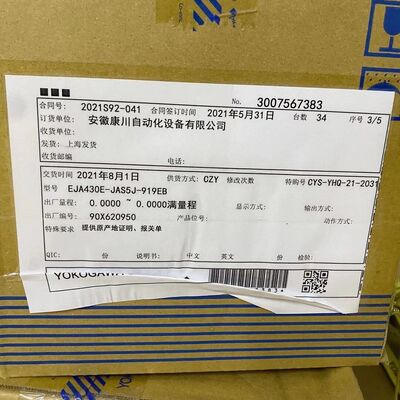 ■■■ No. 3007567383
合同号: 2021S92-041 合同签订时间 2021年5月31日 台数 34 序号 3/5
订货单位: 安徽康川自动化设备有限公司
收货单位:
发货: 上海发货
收货邮编 电话:
交货时间 2021年8月1日 供货方式: CZY 修改次数 特购号 CYS-YHQ-21-2031
型号 EJA430E-JAS5J-919EB
出厂量程: 0.0000 ~ 0.0000满量程 显示方式: 输出方式:
出厂编号: 90X620950 产品位号: 方式:
特殊要求 提供原产地证明、报关单
QIC: 份 说明书: 中文 英文 份 检验:
YOKOGAWA